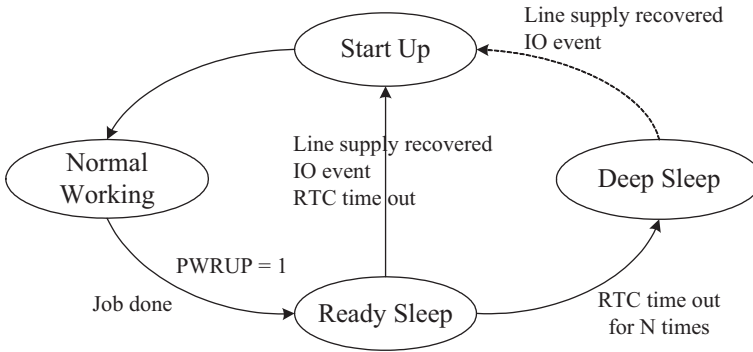 Line supply recovered
IO event
Start Up
Line supply recovered
IO event
RTC time out
Normal
Working
Deep Sleep
PWRUP = 1
Job done
Ready Sleep
RTC time out
for N times